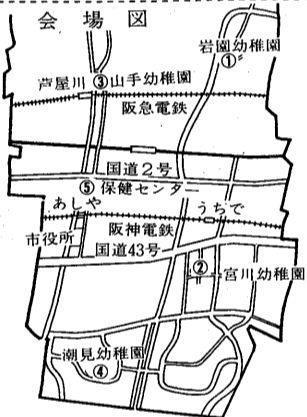 会場図
岩園幼稚園
①
芦屋川 ③山手幼稚園
阪急電鉄
国道2号
⑤ 保健センター
あしや
うちで
市役所
阪神電鉄
国道43号
② 宮川幼稚園
潮見幼稚園
④